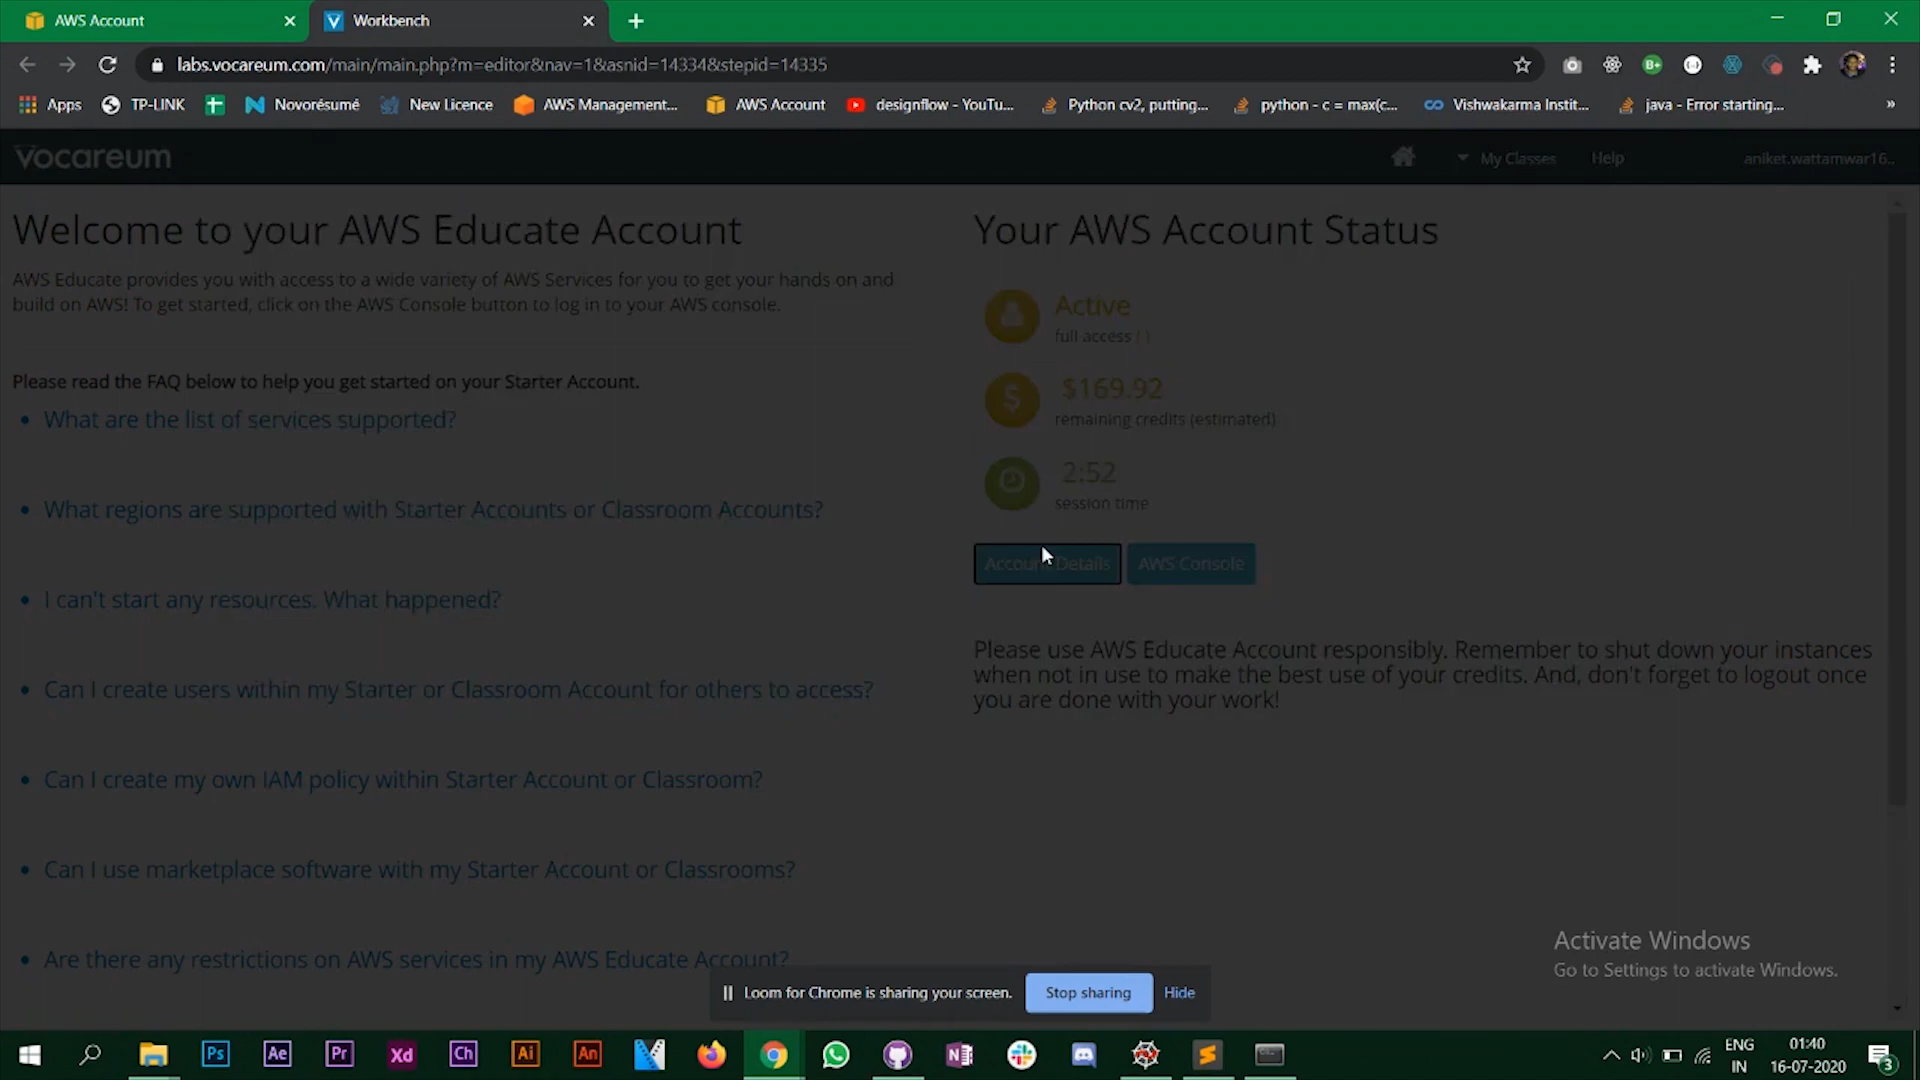 AWS Account
Workbench
labs.vocareum.com/main/main.php?m=editor&nav=1&asnid=14334&stepid=14335
Apps
TP-LINK
Novorésumé
New Licence
AWS Management...
AWS Account
designflow - YouTu...
Python cv2, putting...
python - c = max(c...
Vishwakarma Instit...
java - Error starting...
»
vocareum
My Classes
Help
aniket.wattamwar16..
Welcome to your AWS Educate Account
AWS Educate provides you with access to a wide variety of AWS Services for you to get your hands on and
build on AWS! To get started, click on the AWS Console button to log in to your AWS console.
Please read the FAQ below to help you get started on your Starter Account.
• What are the list of services supported?
• What regions are supported with Starter Accounts or Classroom Accounts?
• I can't start any resources. What happened?
• Can I create users within my Starter or Classroom Account for others to access?
• Can I create my own IAM policy within Starter Account or Classroom?
• Can I use marketplace software with my Starter Account or Classrooms?
• Are there any restrictions on AWS services in my AWS Educate Account?
Your AWS Account Status
Active
full access ( )
$169.92
remaining credits (estimated)
2:52
session time
Account Details
AWS Console
Please use AWS Educate Account responsibly. Remember to shut down your instances
when not in use to make the best use of your credits. And, don't forget to logout once
you are done with your work!
Activate Windows
Go to Settings to activate Windows.
Loom for Chrome is sharing your screen.
Stop sharing
Hide
Ps
Ae
Pr
Xd
Ch
Ai
An
ENG
IN
01:40
16-07-2020
3